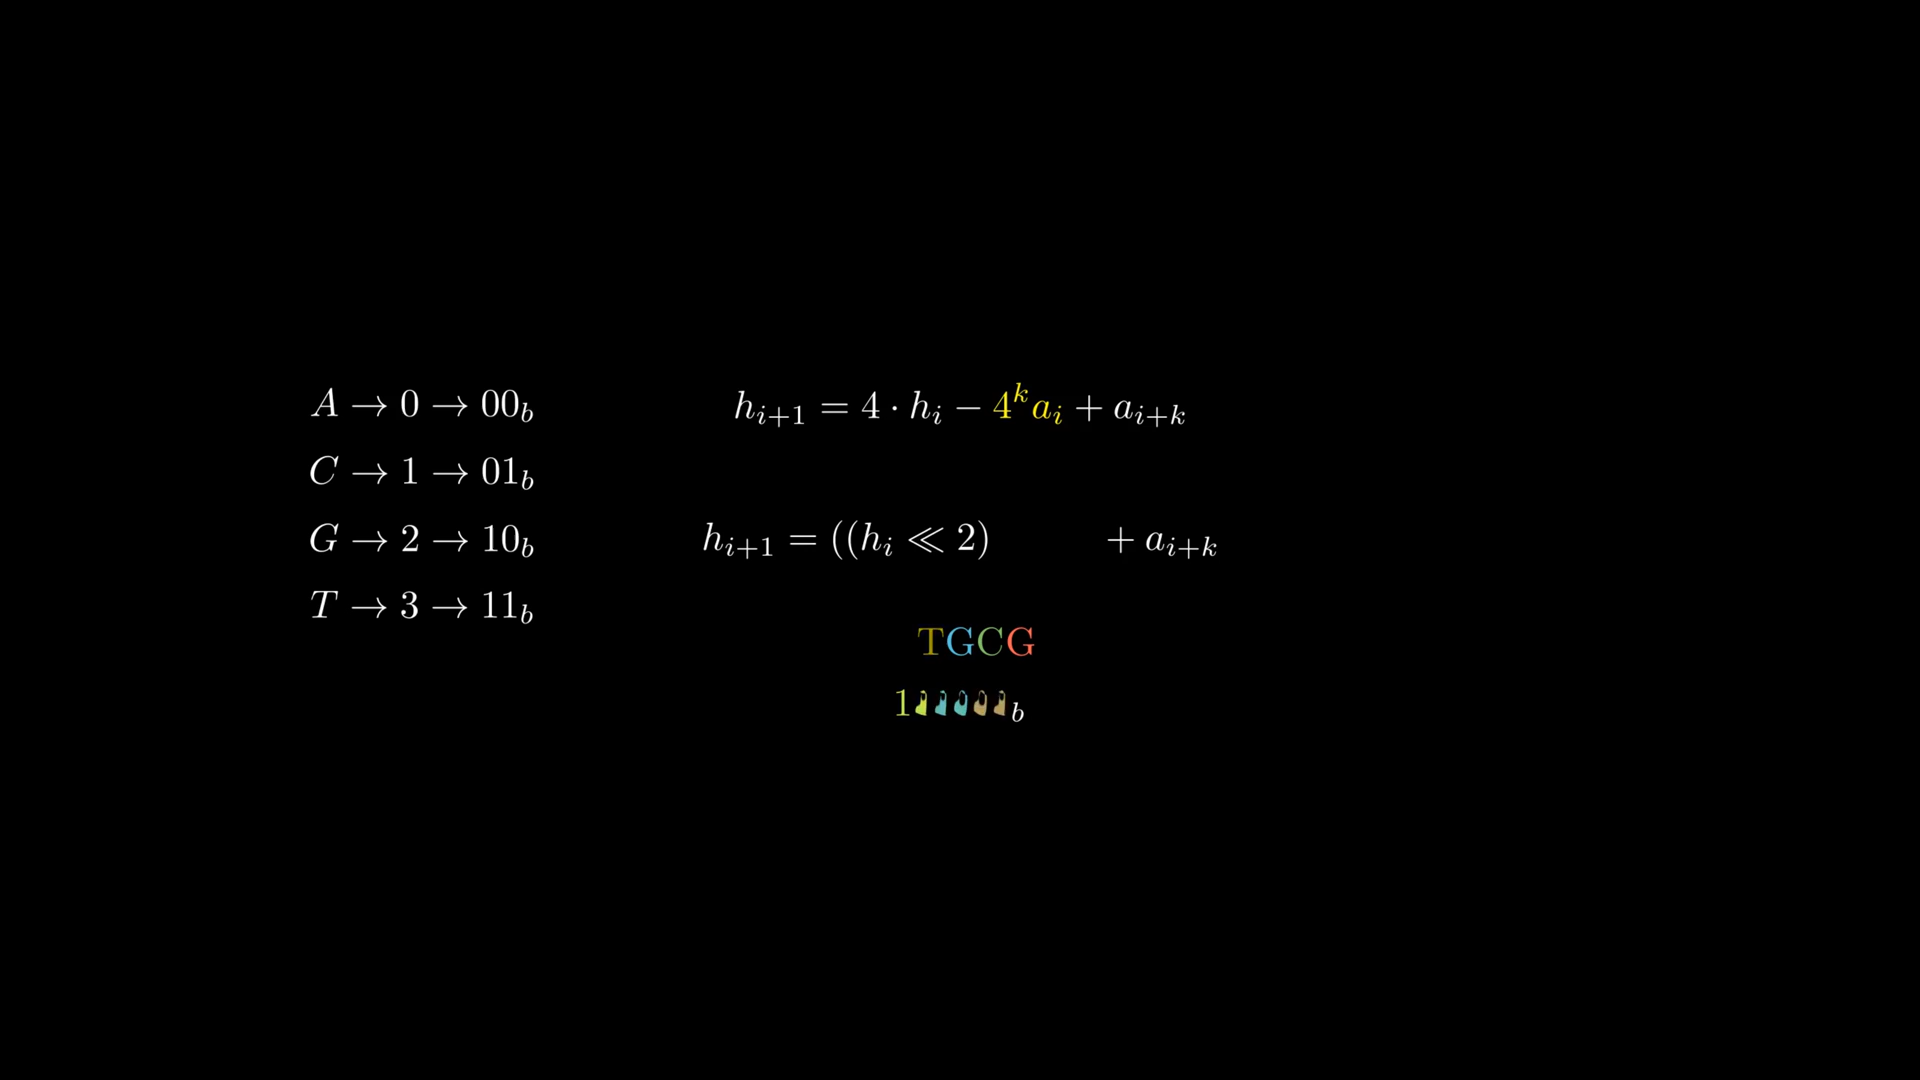 A → 0 → 00_b
C → 1 → 01_b
G → 2 → 10_b
T → 3 → 11_b
h_{i+1} = 4 · h_i − 4^k a_i + a_{i+k}
h_{i+1} = ((h_i ≪ 2) + a_{i+k}
TGCG